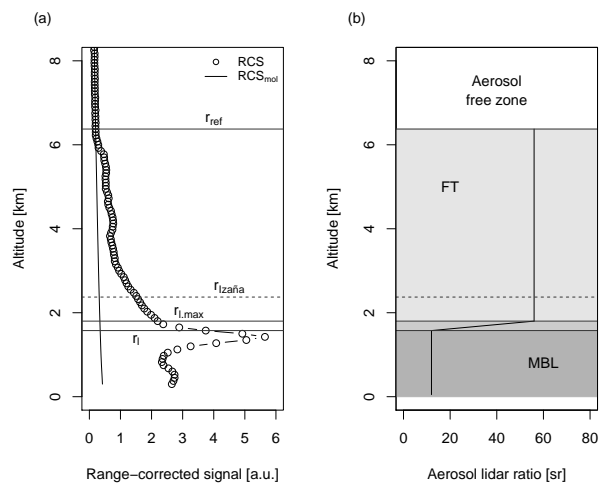 (a)
RCS
RCSmol
rref
rIzaña
rl.max
rl
0
2
4
6
8
Altitude [km]
0 1 2 3 4 5 6
Range−corrected signal [a.u.]
(b)
Aerosol
free zone
FT
MBL
0
2
4
6
8
Altitude [km]
0 20 40 60 80
Aerosol lidar ratio [sr]